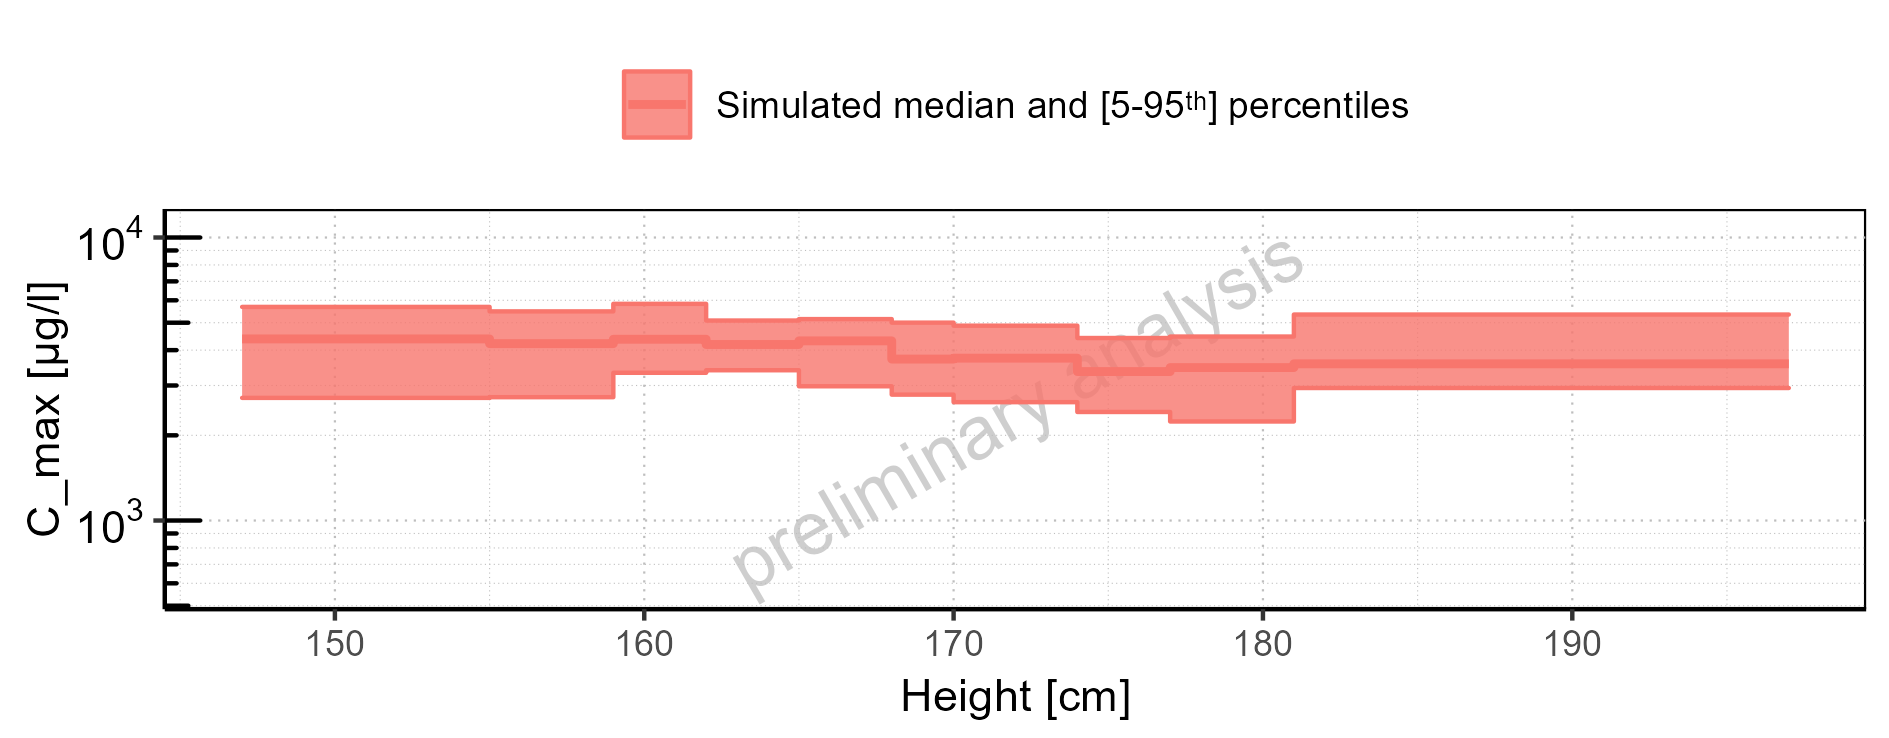 Simulated median and [5-95th] percentiles
10^4
10^3
C_max [µg/l]
preliminary analysis
150 160 170 180 190
Height [cm]